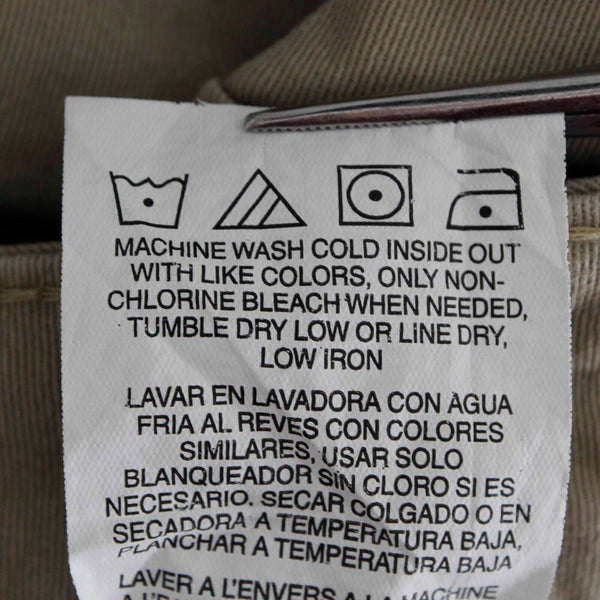 MACHINE WASH COLD INSIDE OUT
WITH LIKE COLORS, ONLY NON-
CHLORINE BLEACH WHEN NEEDED,
TUMBLE DRY LOW OR LINE DRY,
LOW IRON
LAVAR EN LAVADORA CON AGUA
FRIA AL REVES CON COLORES
SIMILARES, USAR SOLO
BLANQUEADOR SIN CLORO SI ES
NECESARIO. SECAR COLGADO O EN
SECADORA A TEMPERATURA BAJA,
PLANCHAR A TEMPERATURA BAJA
LAVER A L'ENVERS A LA MACHINE